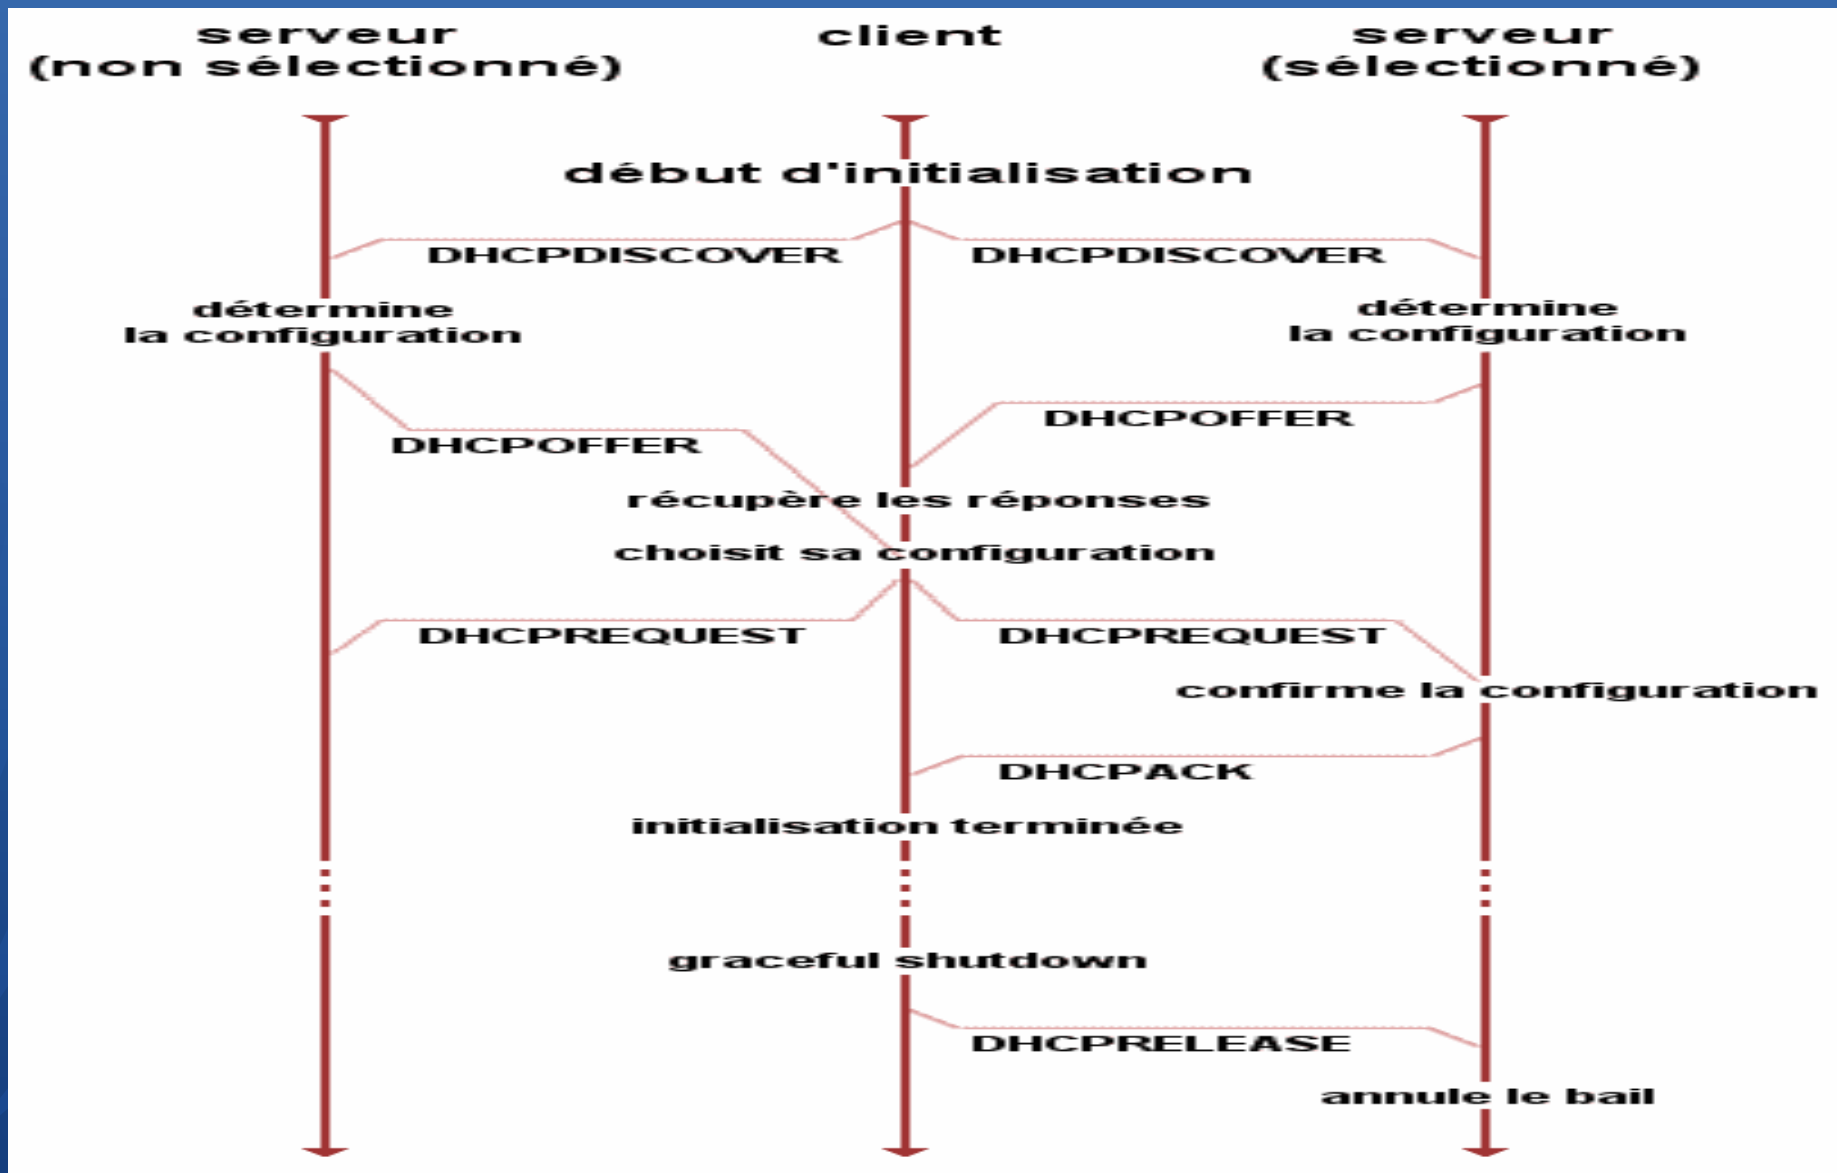 serveur
(non sélectionné)
client
serveur
(sélectionné)
début d'initialisation
DHCPDISCOVER
DHCPDISCOVER
détermine
la configuration
détermine
la configuration
DHCPOFFER
DHCPOFFER
récupère les réponses
choisit sa configuration
DHCPREQUEST
DHCPREQUEST
confirme la configuration
DHCPACK
initialisation terminée
graceful shutdown
DHCPRELEASE
annule le bail